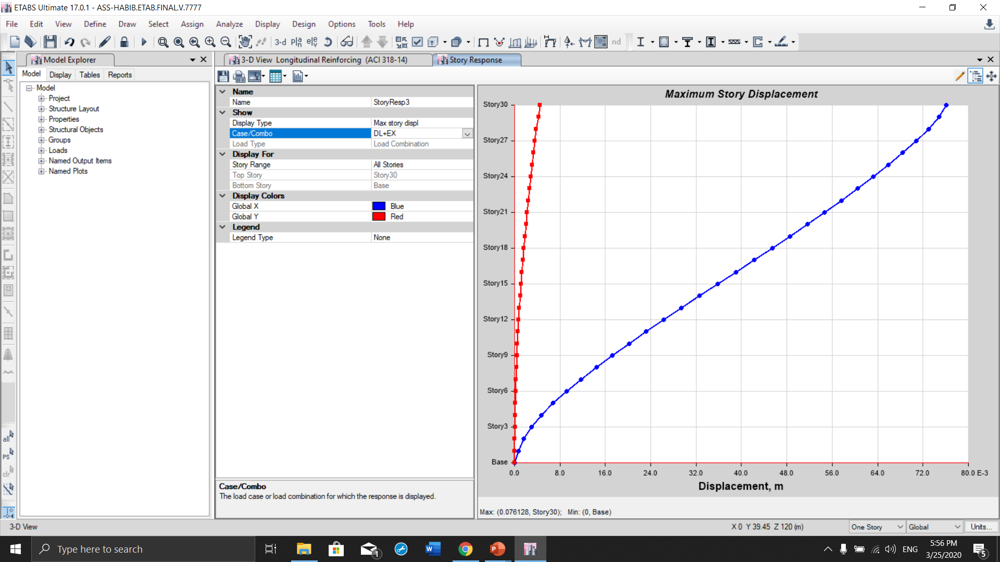 ETABS Ultimate 17.0.1 - ASS-HABIB.ETAB.FINAL.V.7777
File Edit View Define Draw Select Assign Analyze Display Design Options Tools Help
3-d nd
Model Explorer
3-D View Longitudinal Reinforcing (ACI 318-14)
Story Response
Model Display Tables Reports
Model
Project
Structure Layout
Properties
Structural Objects
Groups
Loads
Named Output Items
Named Plots
all
PS
clr
Name
Name StoryResp3
Show
Display Type Max story displ
Case/Combo DL+EX
Load Type Load Combination
Display For
Story Range All Stories
Top Story Story30
Bottom Story Base
Display Colors
Global X Blue
Global Y Red
Legend
Legend Type None
Case/Combo
The load case or load combination for which the response is displayed.
Maximum Story Displacement
Story30
Story27
Story24
Story21
Story18
Story15
Story12
Story9
Story6
Story3
Base
0.0 8.0 16.0 24.0 32.0 40.0 48.0 56.0 64.0 72.0 80.0 E-3
Displacement, m
Max: (0.076128, Story30); Min: (0, Base)
3-D View X 0 Y 39.45 Z 120 (m) One Story Global Units...
Type here to search
1
ENG
5:56 PM
3/25/2020
5